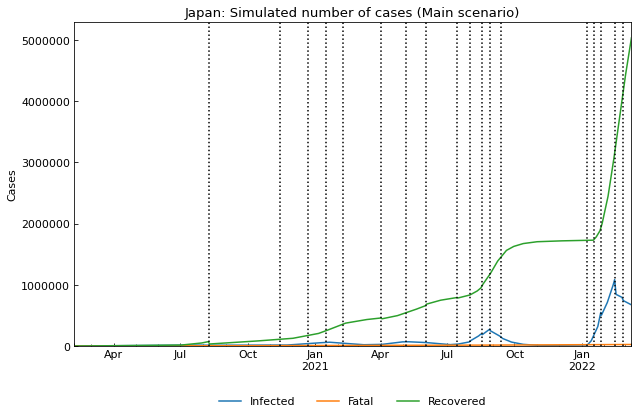 Japan: Simulated number of cases (Main scenario)
5000000
4000000
3000000
2000000
1000000
0
Cases
Apr Jul Oct Jan Apr Jul Oct Jan
2021 2022
Infected Fatal Recovered